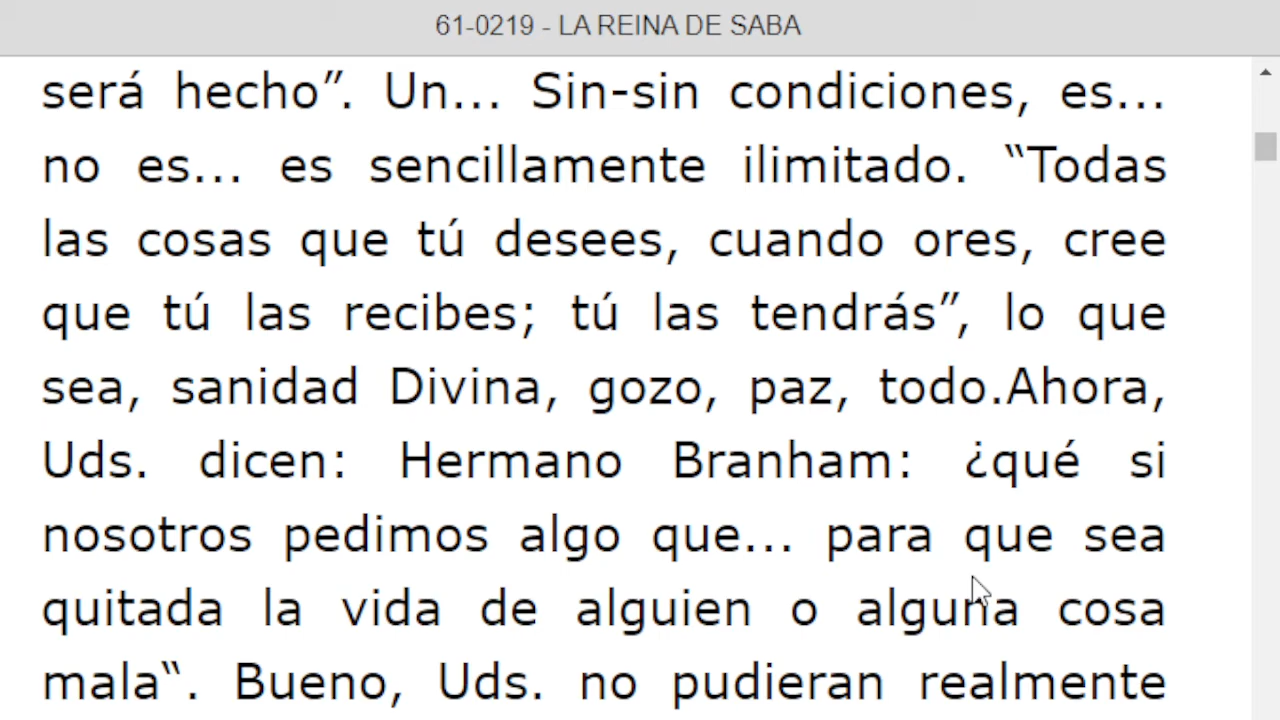 61-0219 - LA REINA DE SABA
será hecho”. Un... Sin-sin condiciones, es...
no es... es sencillamente ilimitado. “Todas
las cosas que tú desees, cuando ores, cree
que tú las recibes; tú las tendrás”, lo que
sea, sanidad Divina, gozo, paz, todo.Ahora,
Uds. dicen: Hermano Branham: ¿qué si
nosotros pedimos algo que... para que sea
quitada la vida de alguien o alguna cosa
mala“. Bueno, Uds. no pudieran realmente